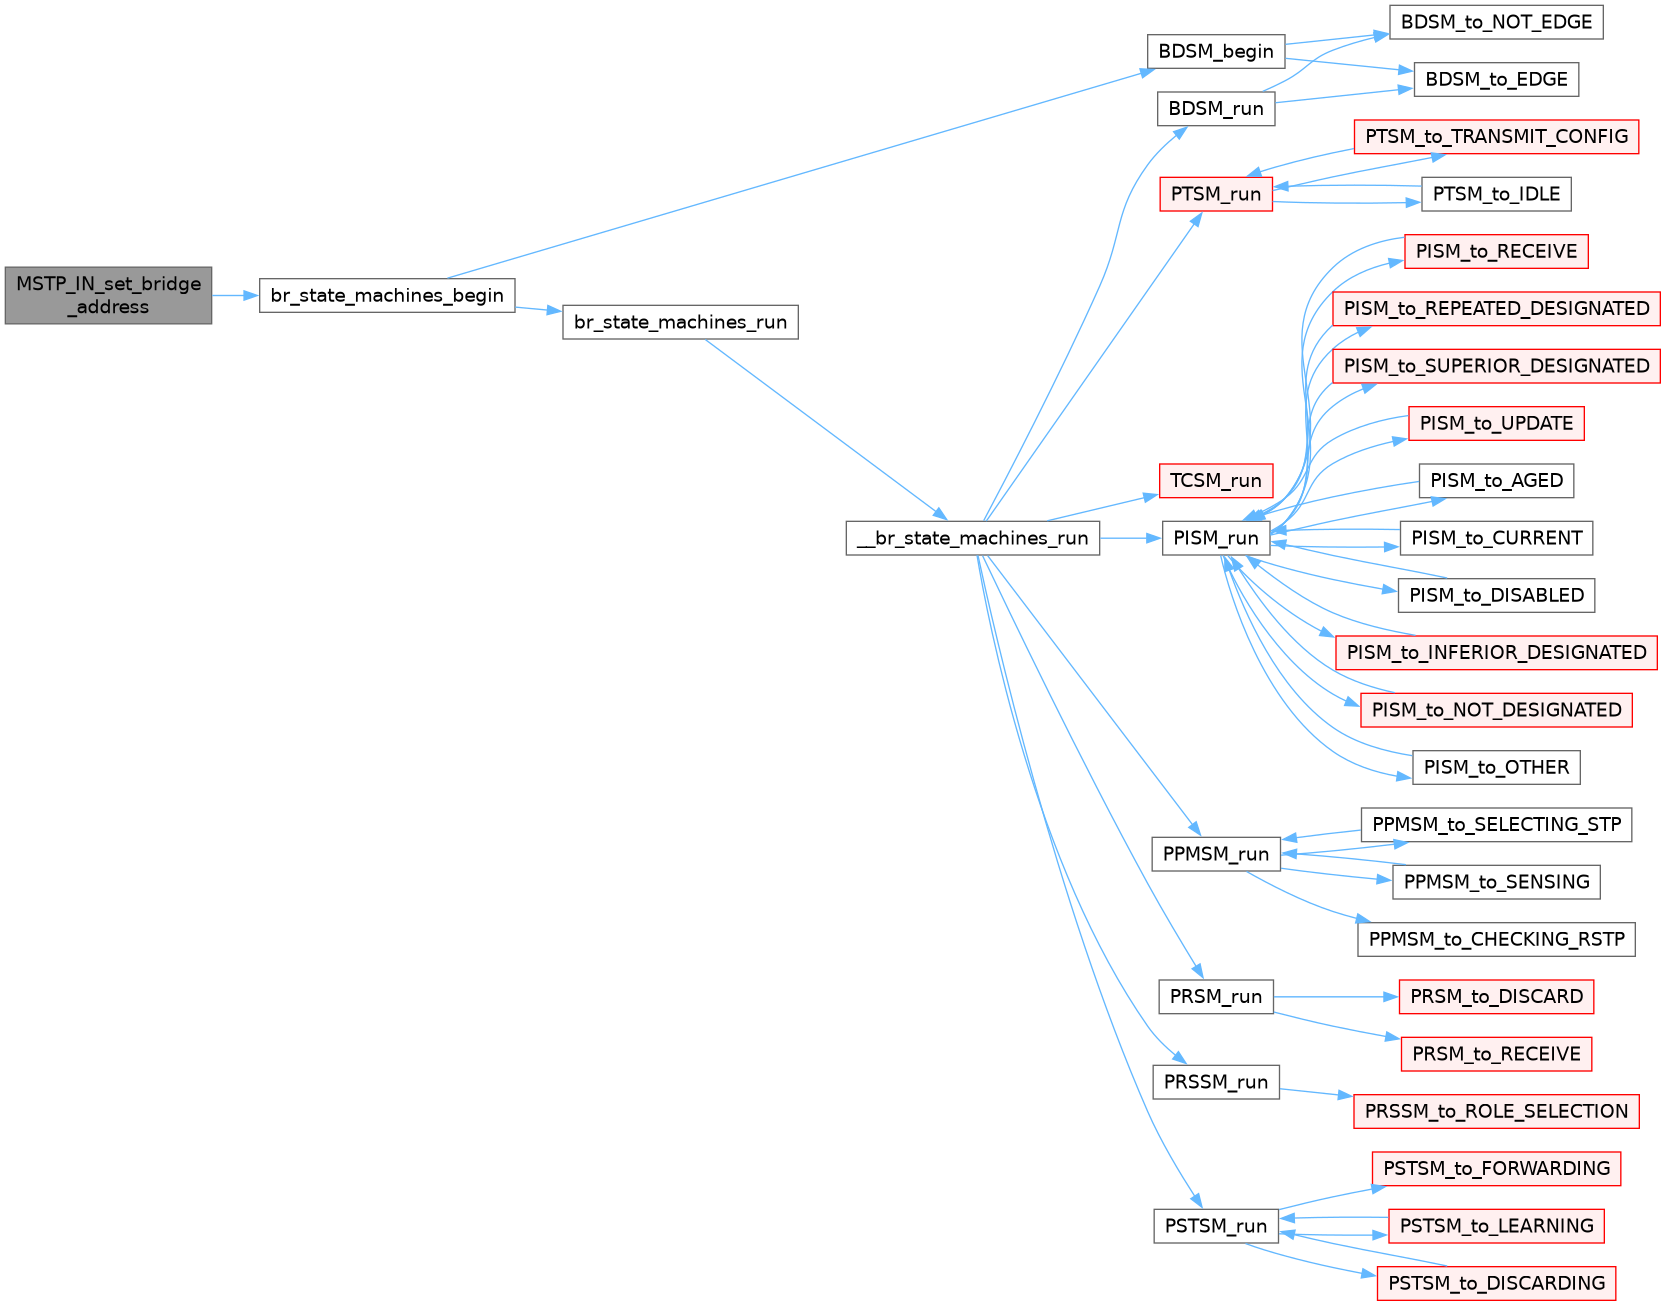 MSTP_IN_set_bridge
_address
br_state_machines_begin
br_state_machines_run
__br_state_machines_run
BDSM_begin
BDSM_run
PTSM_run
TCSM_run
PISM_run
PPMSM_run
PRSM_run
PRSSM_run
PSTSM_run
BDSM_to_NOT_EDGE
BDSM_to_EDGE
PTSM_to_TRANSMIT_CONFIG
PTSM_to_IDLE
PISM_to_RECEIVE
PISM_to_REPEATED_DESIGNATED
PISM_to_SUPERIOR_DESIGNATED
PISM_to_UPDATE
PISM_to_AGED
PISM_to_CURRENT
PISM_to_DISABLED
PISM_to_INFERIOR_DESIGNATED
PISM_to_NOT_DESIGNATED
PISM_to_OTHER
PPMSM_to_SELECTING_STP
PPMSM_to_SENSING
PPMSM_to_CHECKING_RSTP
PRSM_to_DISCARD
PRSM_to_RECEIVE
PRSSM_to_ROLE_SELECTION
PSTSM_to_FORWARDING
PSTSM_to_LEARNING
PSTSM_to_DISCARDING